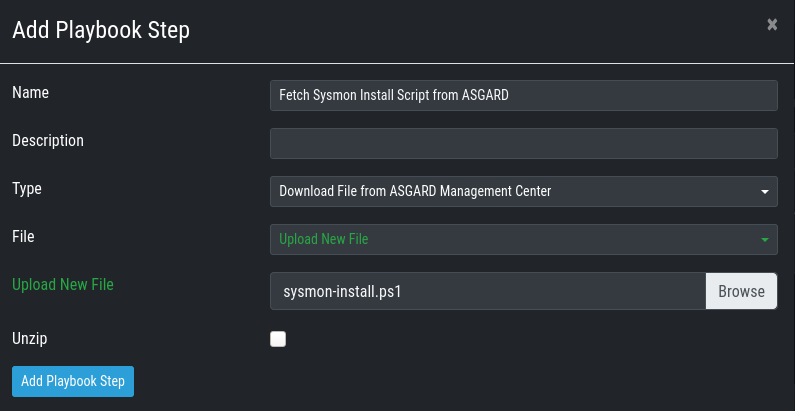 Add Playbook Step
×
Name
Fetch Sysmon Install Script from ASGARD
Description
Type
Download File from ASGARD Management Center
File
Upload New File
Upload New File
sysmon-install.ps1
Browse
Unzip
Add Playbook Step